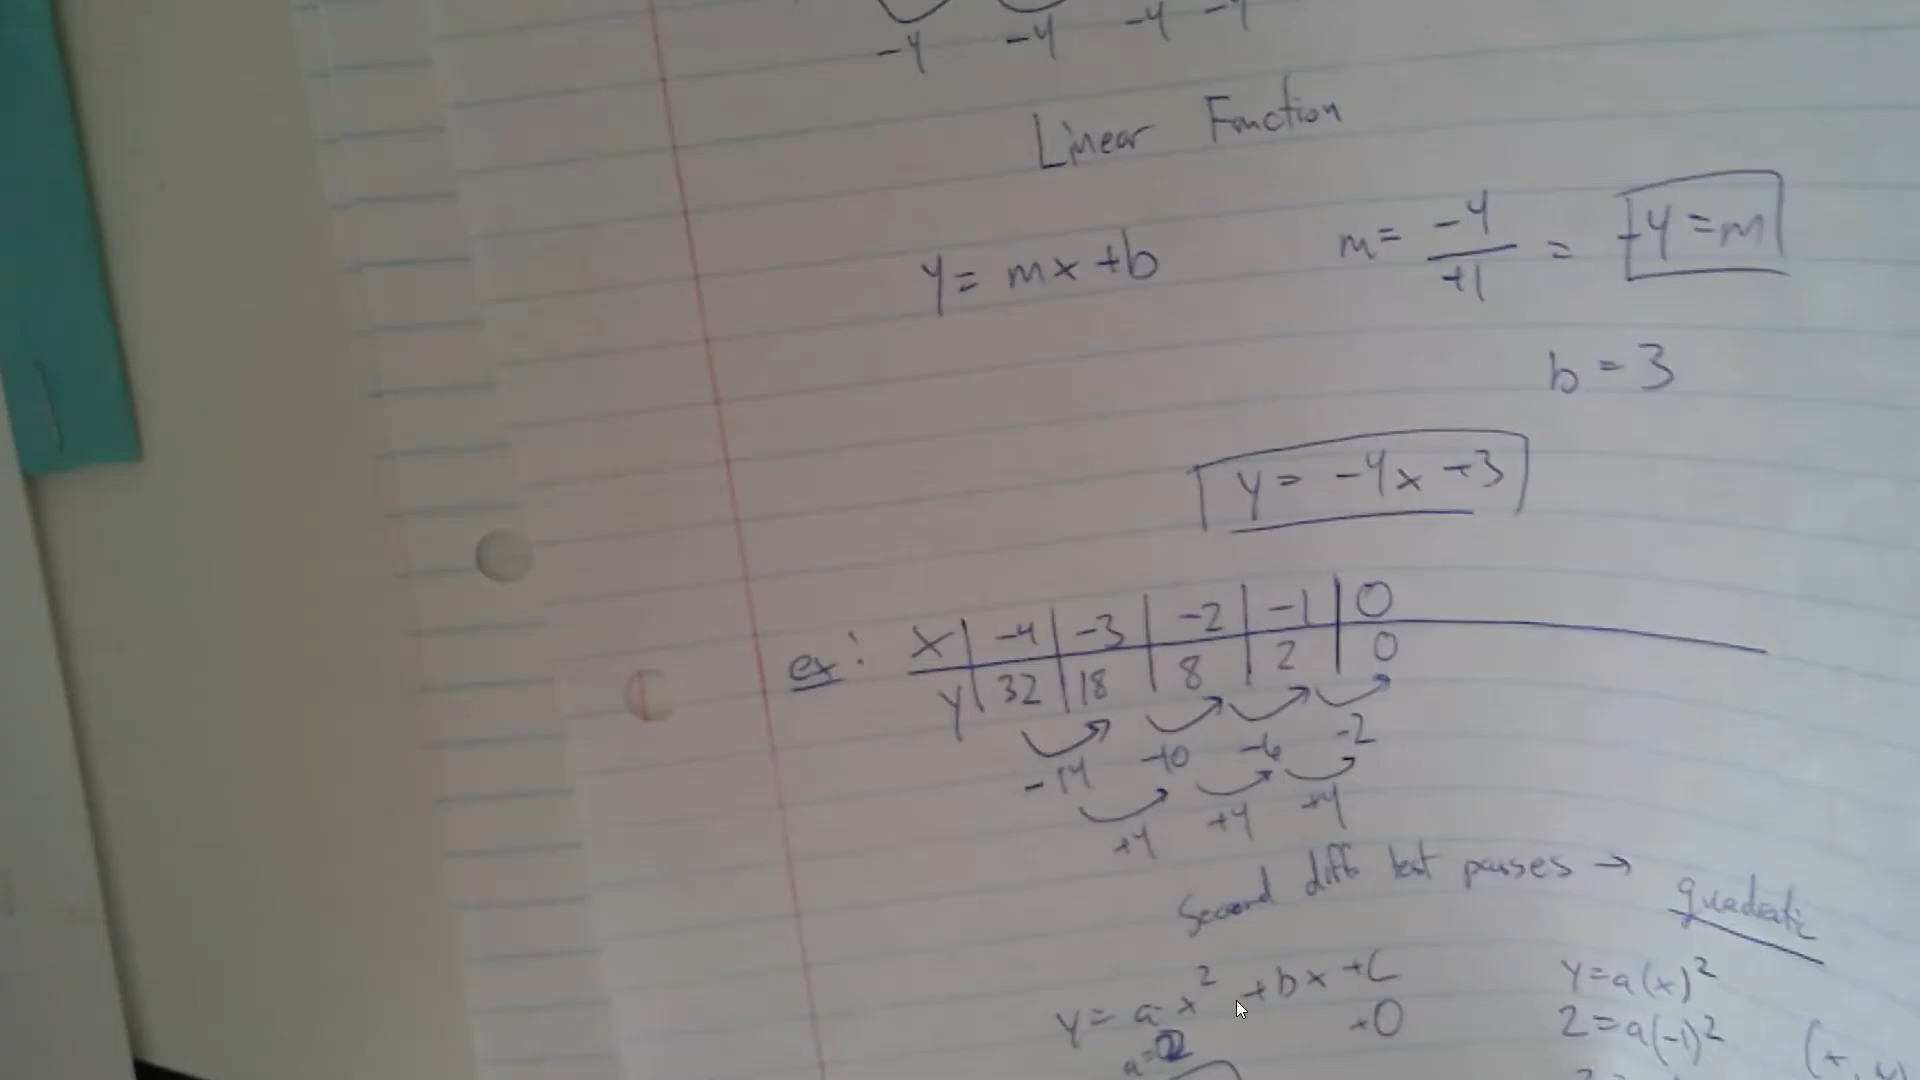 -4 -4 -4 -4
Linear Function
y = mx + b m = -4/+1 = -4 = m
b = 3
y = -4x + 3
ex: x | -4 | -3 | -2 | -1 | 0
y | 32 | 18 | 8 | 2 | 0
-14 -10 -6 -2
+4 +4 +4
Second diff test passes → quadratic
y = ax² + bx + c y = a(x)²
+0 2 = a(-1)²